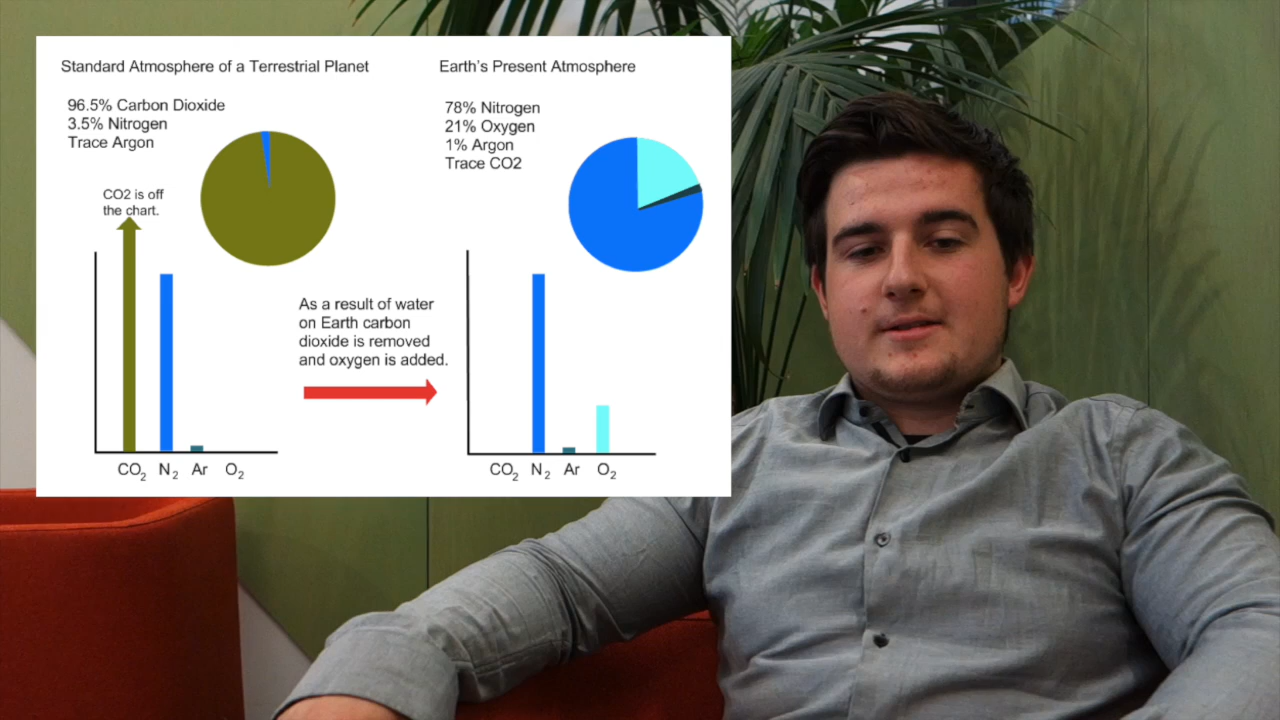 Standard Atmosphere of a Terrestrial Planet
96.5% Carbon Dioxide
3.5% Nitrogen
Trace Argon
CO2 is off
the chart.
CO₂ N₂ Ar O₂
As a result of water
on Earth carbon
dioxide is removed
and oxygen is added.
Earth's Present Atmosphere
78% Nitrogen
21% Oxygen
1% Argon
Trace CO2
CO₂ N₂ Ar O₂